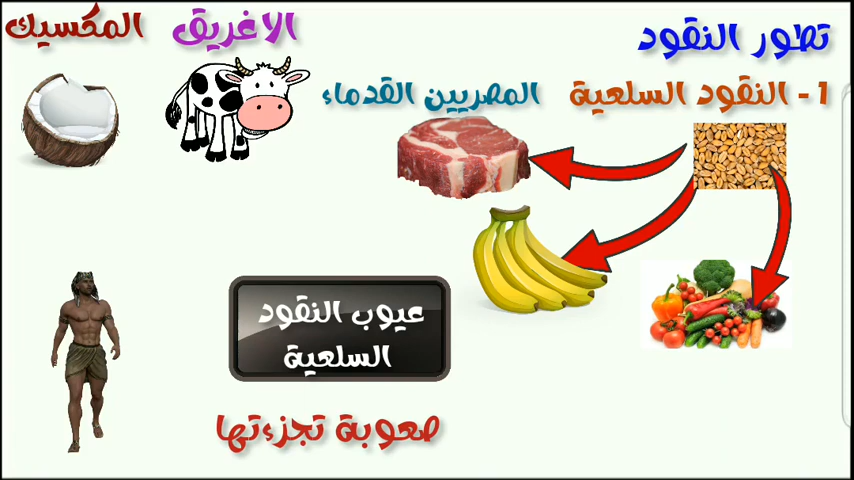 تطور النقود
1 - النقود السلعية
المصريين القدماء
الاغريق
المكسيك
عيوب النقود
السلعية
صعوبة تجزءتها